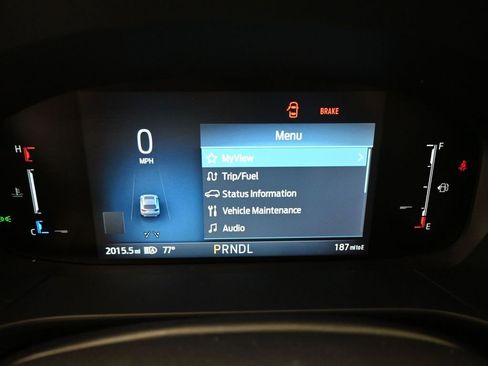 BRAKE
0
MPH
Menu
MyView
Trip/Fuel
Status Information
Vehicle Maintenance
Audio
H
C
F
E
2015.5 mi
77°
PRNDL
187 mi to E